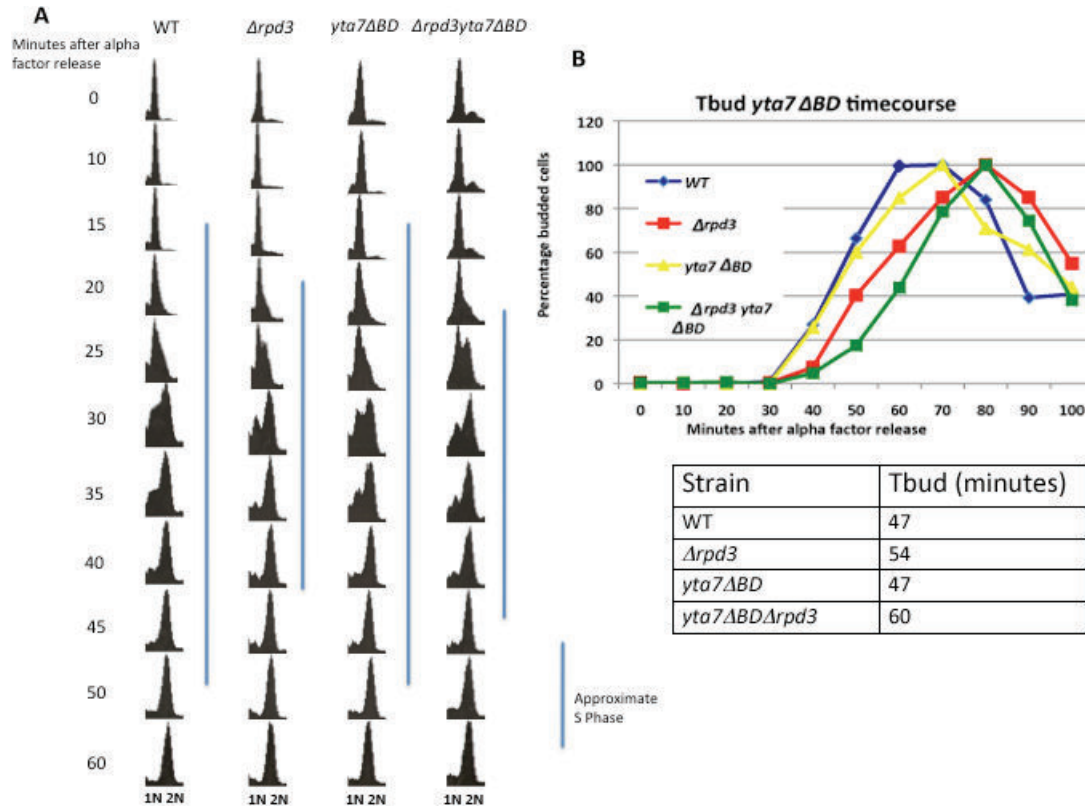 A
WT
Δrpd3
yta7ΔBD
Δrpd3yta7ΔBD
Minutes after alpha
factor release
0
10
15
20
25
30
35
40
45
50
60
1N 2N
1N 2N
1N 2N
1N 2N
Approximate
S Phase
B
Tbud yta7 ΔBD timecourse
Percentage budded cells
120
100
80
60
40
20
0
WT
Δrpd3
yta7 ΔBD
Δrpd3 yta7
ΔBD
0 10 20 30 40 50 60 70 80 90 100
Minutes after alpha factor release
Strain Tbud (minutes)
WT 47
Δrpd3 54
yta7ΔBD 47
yta7ΔBDΔrpd3 60